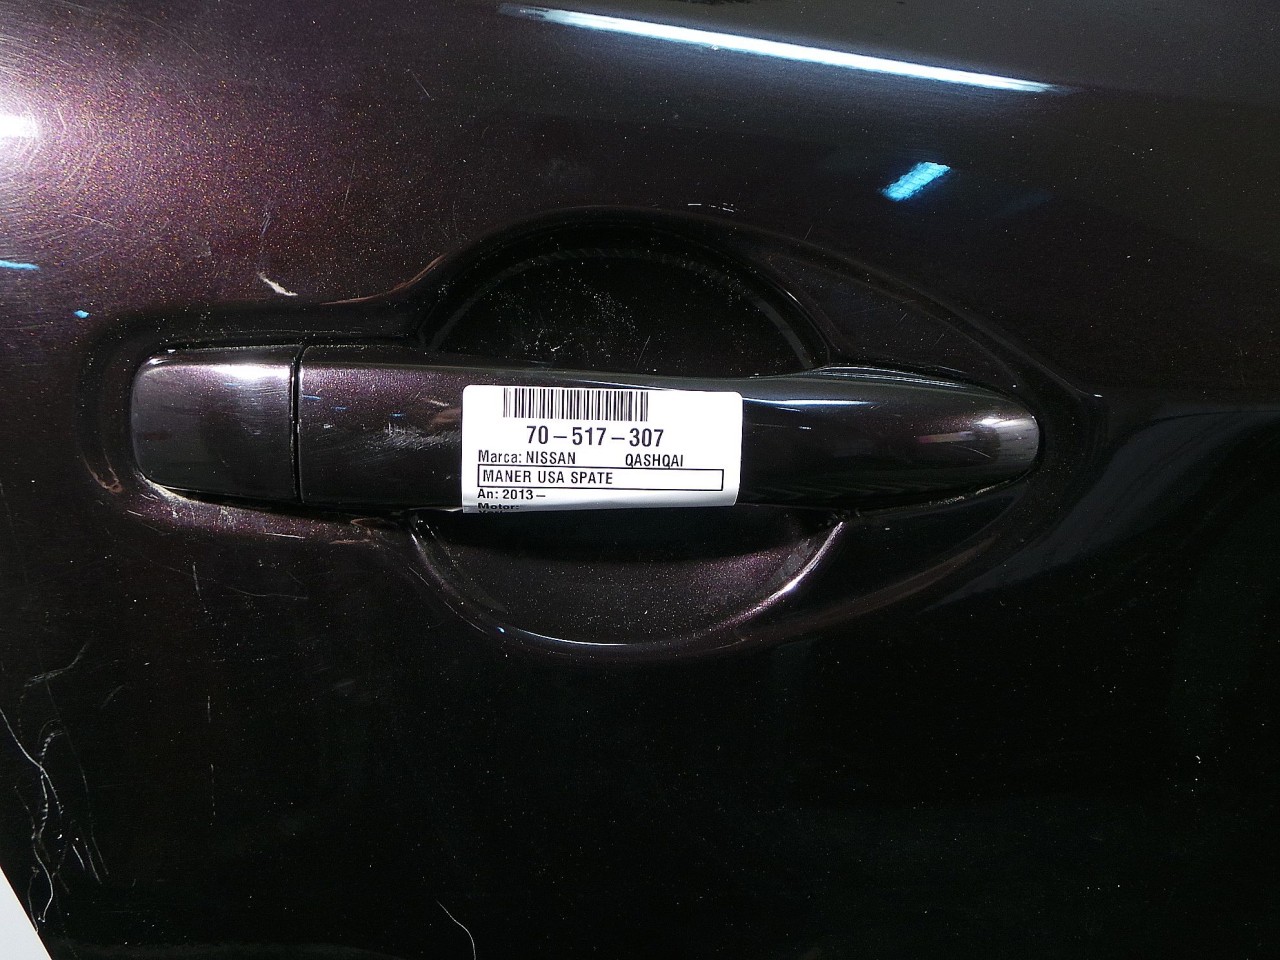 70-517-307
Marca: NISSAN QASHQAI
MANER USA SPATE
An: 2013-
Motor: